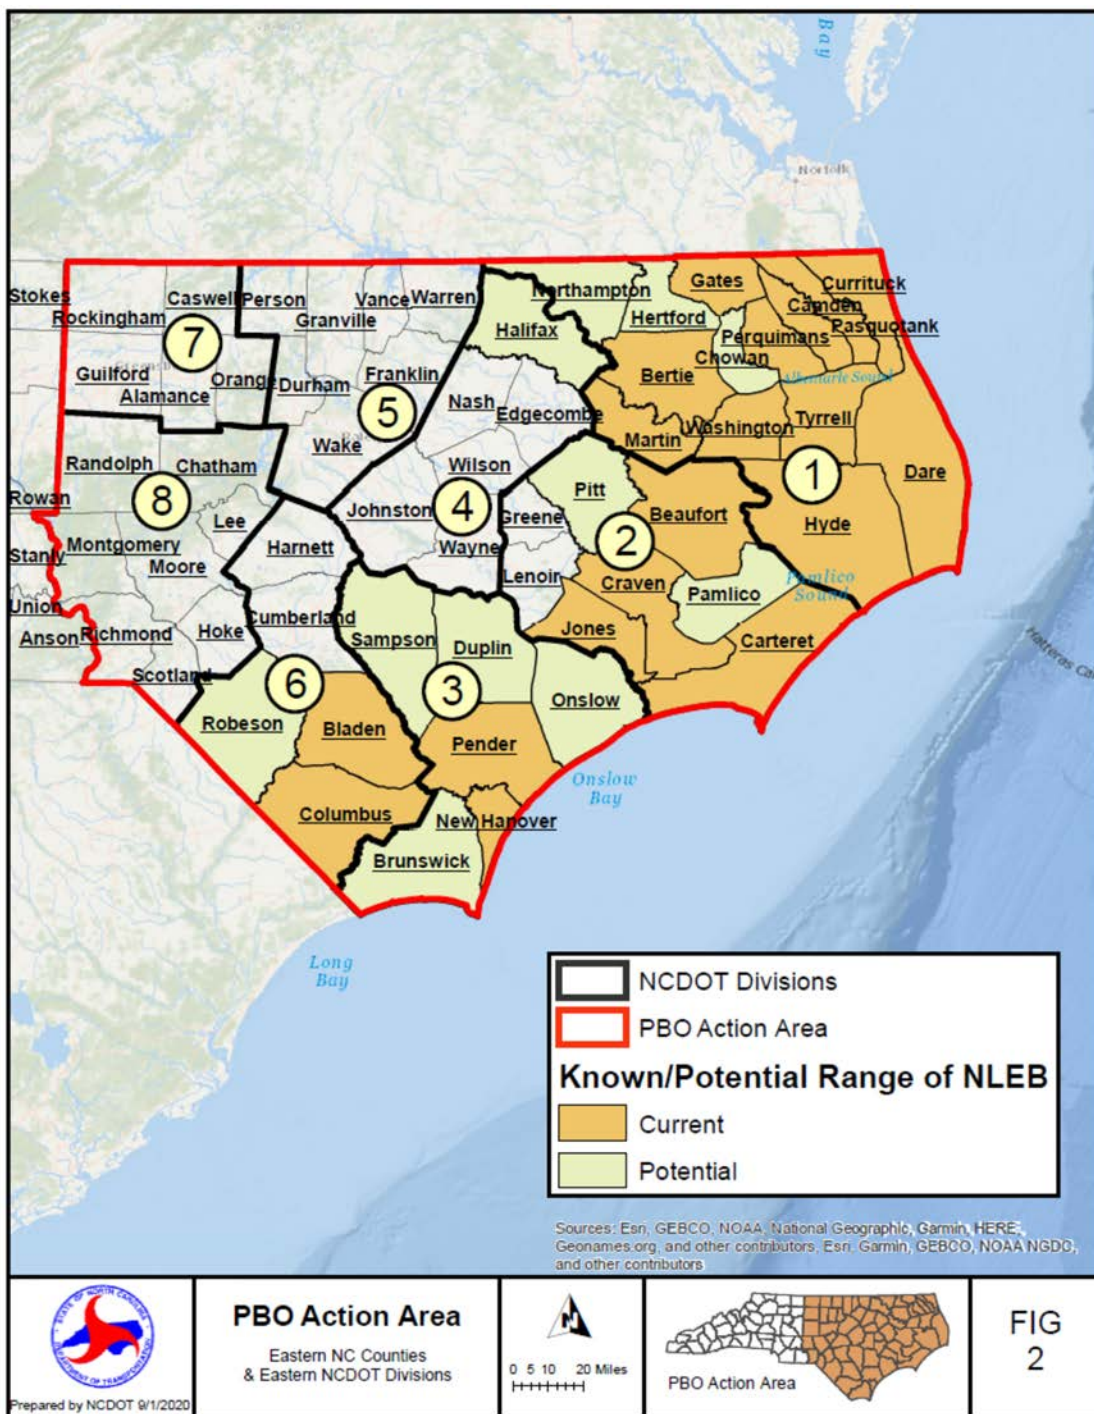 Bay
Norfolk
Stokes
Rockingham
Caswell
Person
Granville
Vance
Warren
Northampton
Halifax
Hertford
Gates
Currituck
Camden
Pasquotank
Perquimans
Chowan
Albemarle Sound
7
Guilford
Alamance
Orange
Durham
Franklin
5
Nash
Edgecombe
Bertie
Martin
Washington
Tyrrell
Dare
1
Wake
Wilson
Randolph
Chatham
8
Rowan
Lee
Johnston
4
Greene
Pitt
2
Beaufort
Hyde
Stanly
Montgomery
Moore
Harnett
Wayne
Lenoir
Craven
Pamlico
Pamlico
Sound
Union
Anson
Richmond
Hoke
Cumberland
Sampson
Duplin
Jones
Carteret
Scotland
6
3
Onslow
Robeson
Bladen
Pender
Onslow
Bay
Columbus
New Hanover
Brunswick
Long
Bay
NCDOT Divisions
PBO Action Area
Known/Potential Range of NLEB
Current
Potential
Sources: Esri, GEBCO, NOAA, National Geographic, Garmin, HERE,
Geonames.org, and other contributors, Esri, Garmin, GEBCO, NOAA NGDC,
and other contributors
STATE OF NORTH CAROLINA
DEPARTMENT OF TRANSPORTATION
Prepared by NCDOT 9/1/2020
PBO Action Area
Eastern NC Counties
& Eastern NCDOT Divisions
N
0 5 10 20 Miles
PBO Action Area
FIG
2